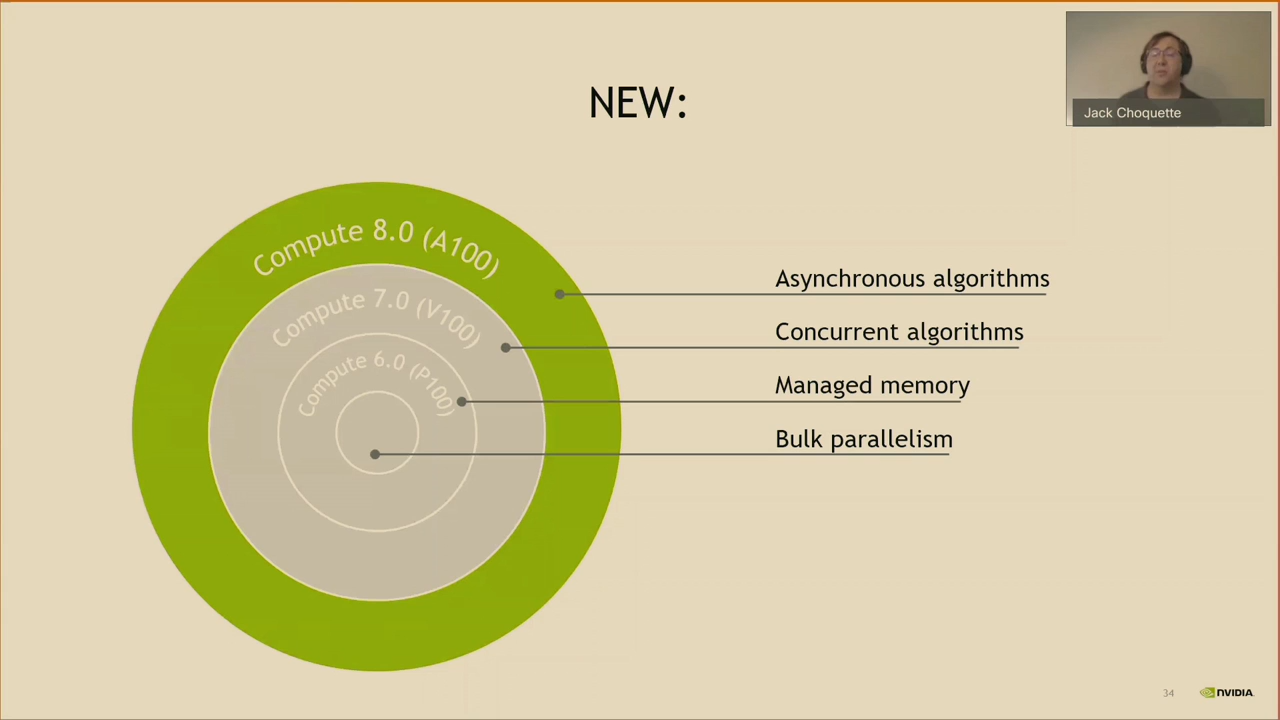 NEW:
Jack Choquette
Compute 8.0 (A100)
Compute 7.0 (V100)
Compute 6.0 (P100)
Asynchronous algorithms
Concurrent algorithms
Managed memory
Bulk parallelism
34
NVIDIA